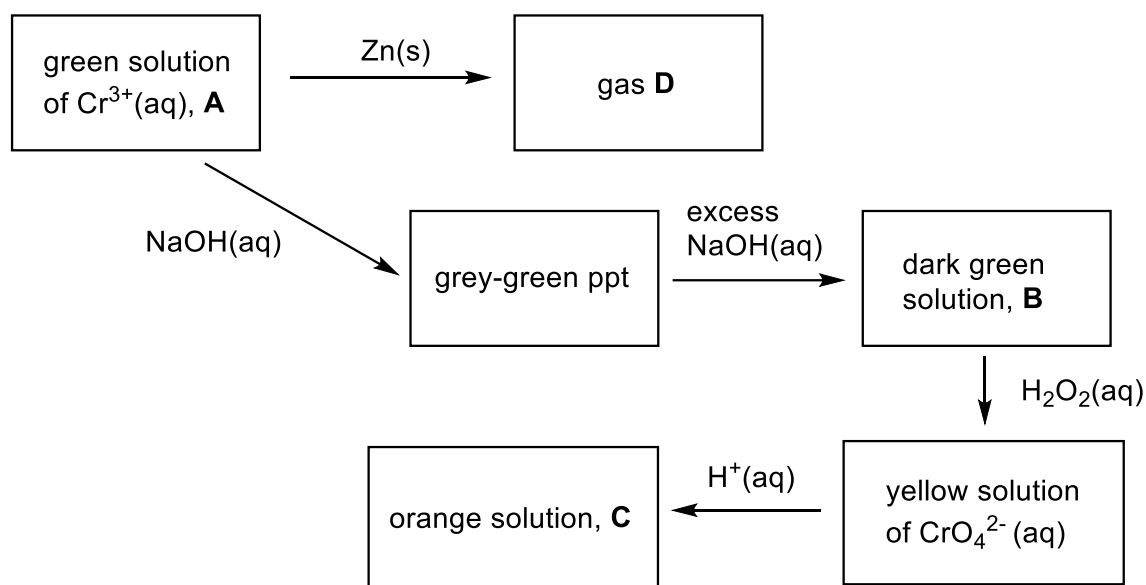 green solution
of Cr³⁺(aq), A
Zn(s)
gas D
NaOH(aq)
grey-green ppt
excess
NaOH(aq)
dark green
solution, B
H₂O₂(aq)
yellow solution
of CrO₄²⁻ (aq)
H⁺(aq)
orange solution, C